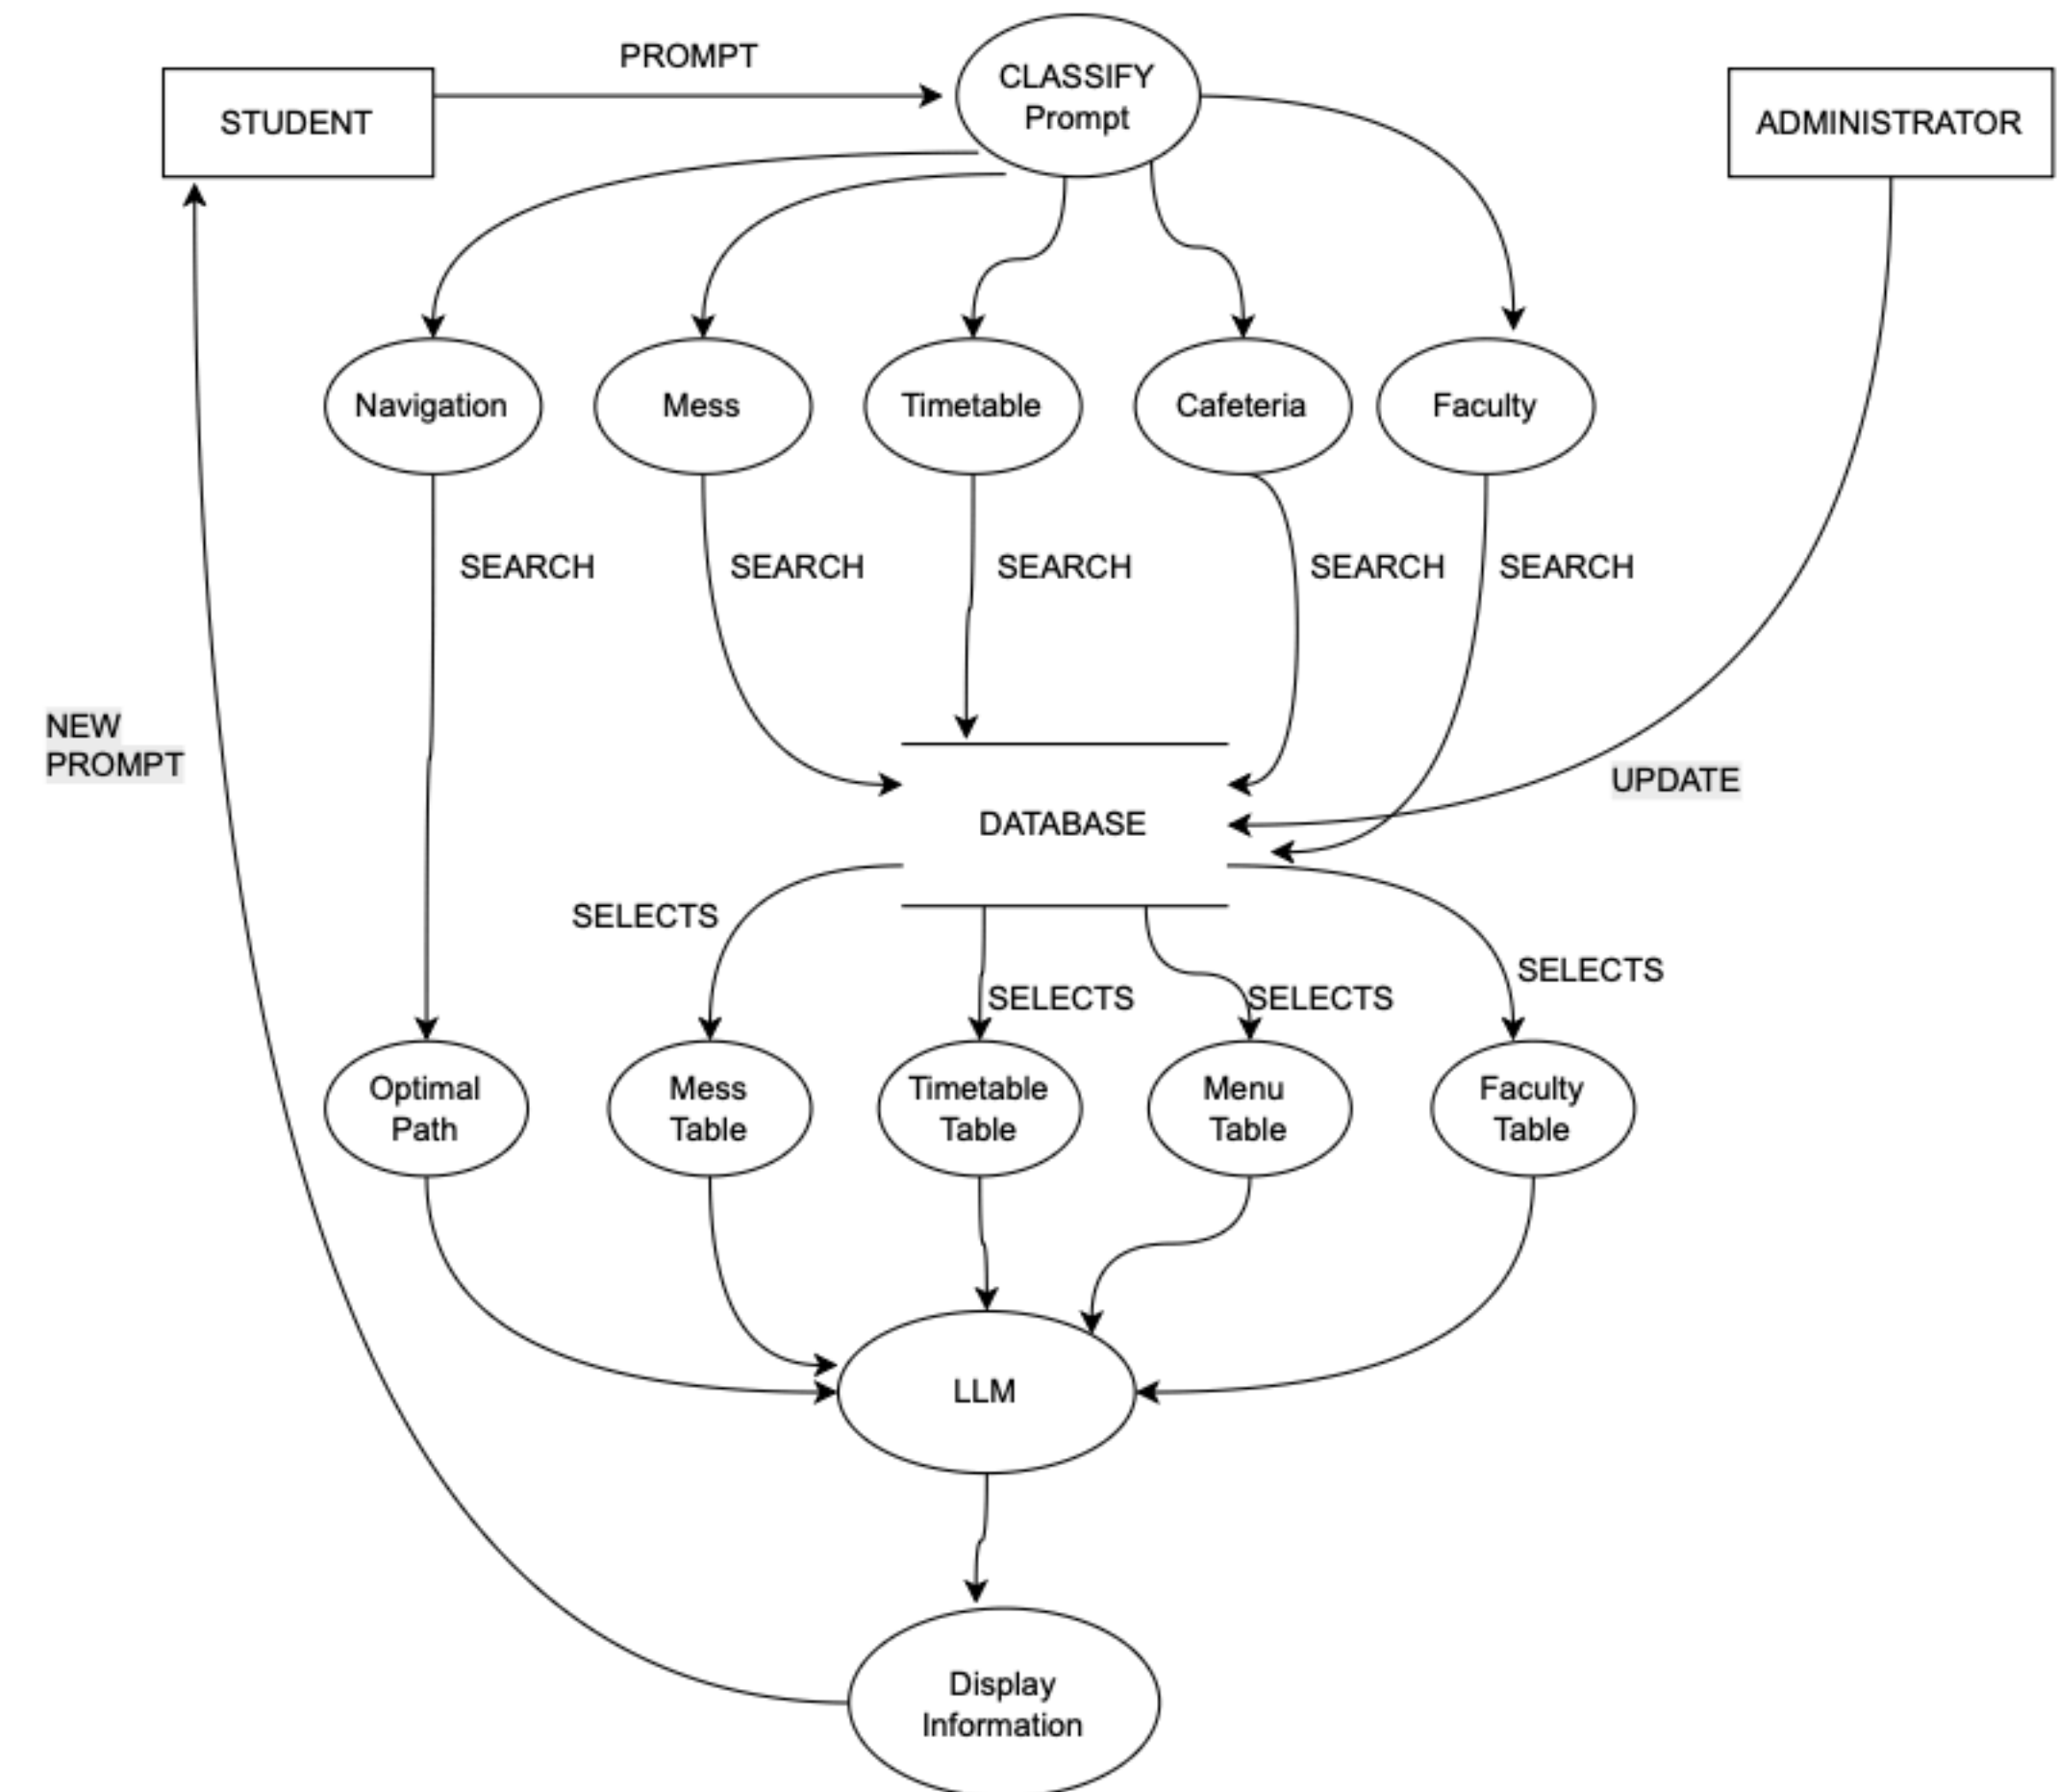 PROMPT
CLASSIFY
Prompt
STUDENT
ADMINISTRATOR
Navigation
Mess
Timetable
Cafeteria
Faculty
SEARCH
SEARCH
SEARCH
SEARCH
SEARCH
NEW
PROMPT
UPDATE
DATABASE
SELECTS
SELECTS
SELECTS
SELECTS
Optimal
Path
Mess
Table
Timetable
Table
Menu
Table
Faculty
Table
LLM
Display
Information